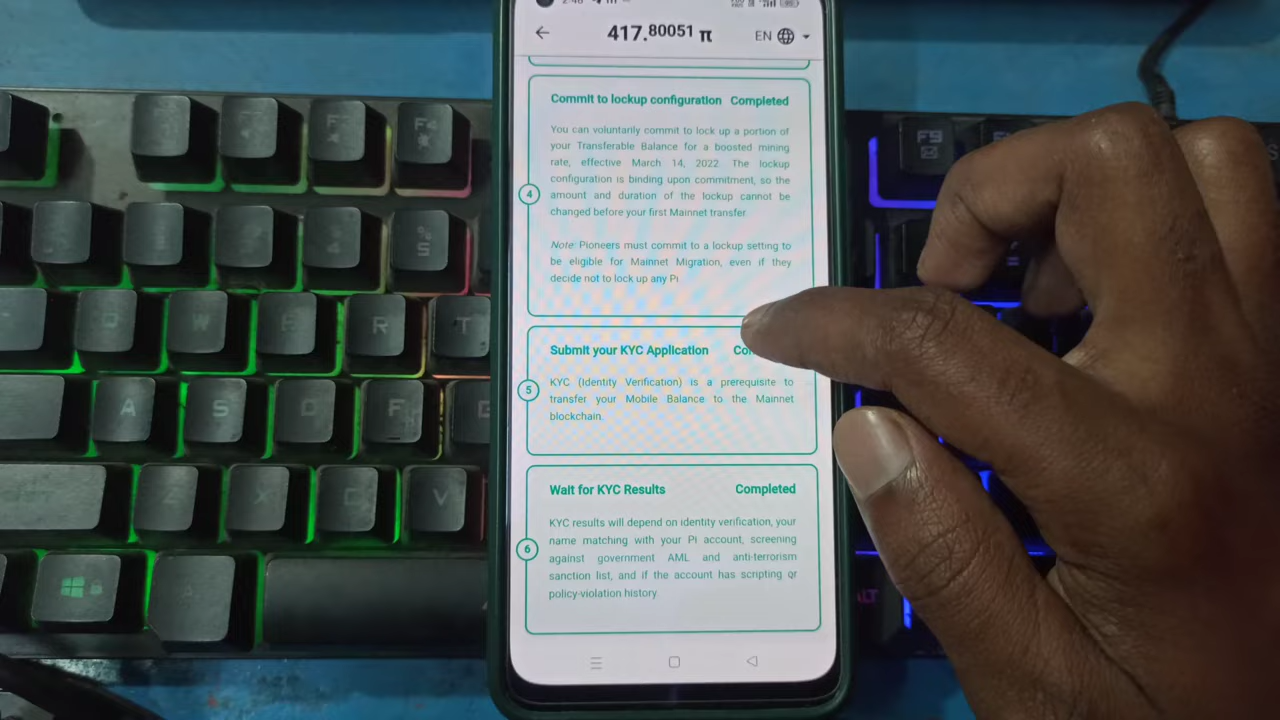 417.80051 π
EN
Commit to lockup configuration Completed
You can voluntarily commit to lock up a portion of
your Transferable Balance for a boosted mining
rate, effective March 14, 2022. The lockup
configuration is binding upon commitment, so the
amount and duration of the lockup cannot be
changed before your first Mainnet transfer
4
Note: Pioneers must commit to a lockup setting to
be eligible for Mainnet Migration, even if they
decide not to lock up any Pi
Submit your KYC Application
5
KYC (Identity Verification) is a prerequisite to
transfer your Mobile Balance to the Mainnet
blockchain.
Wait for KYC Results Completed
6
KYC results will depend on identity verification, your
name matching with your Pi account, screening
against government AML and anti-terrorism
sanction list, and if the account has scripting or
policy-violation history.
F9
S
R
T
A
S
D
F
Z
X
C
V
ALT